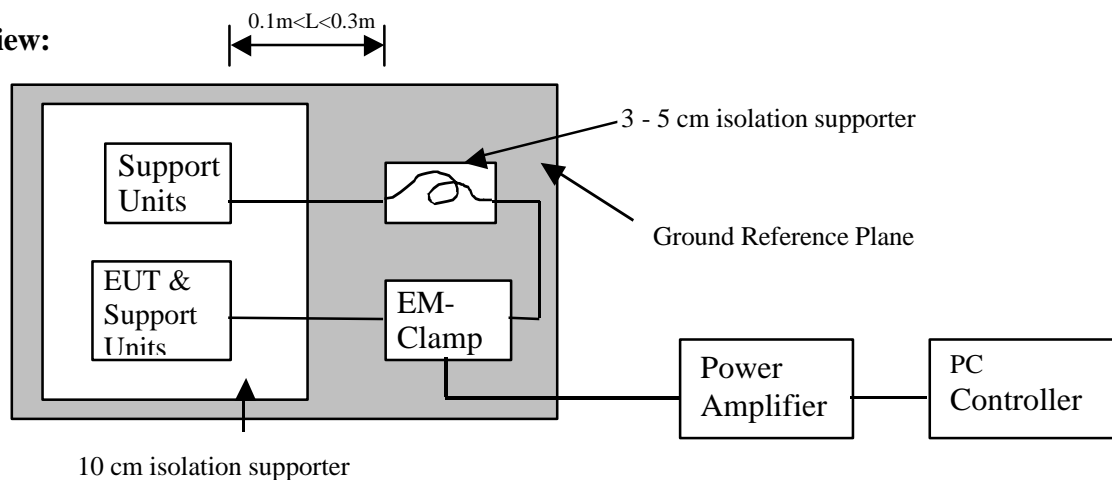 0.1m<L<0.3m
iew:
3 - 5 cm isolation supporter
Support
Units
Ground Reference Plane
EUT &
Support
Units
EM-
Clamp
Power
Amplifier
PC
Controller
10 cm isolation supporter